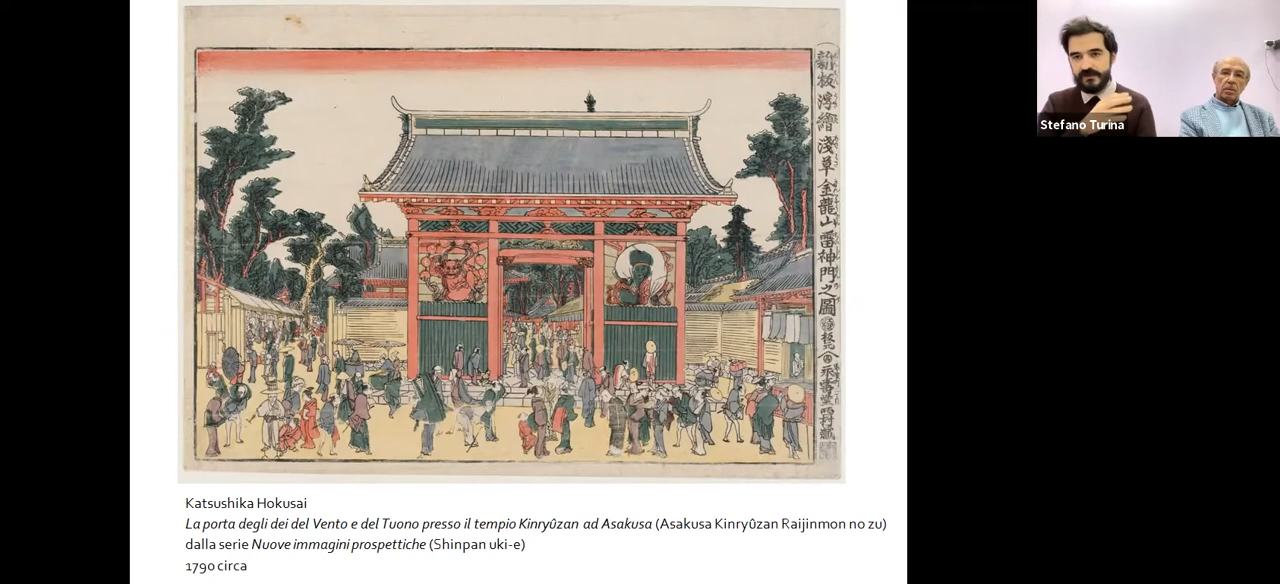 新板浮繪淺草金龍山雷神門之圖
Stefano Turina
Katsushika Hokusai
La porta degli dei del Vento e del Tuono presso il tempio Kinryûzan ad Asakusa (Asakusa Kinryûzan Raijinmon no zu)
dalla serie Nuove immagini prospettiche (Shinpan uki-e)
1790 circa